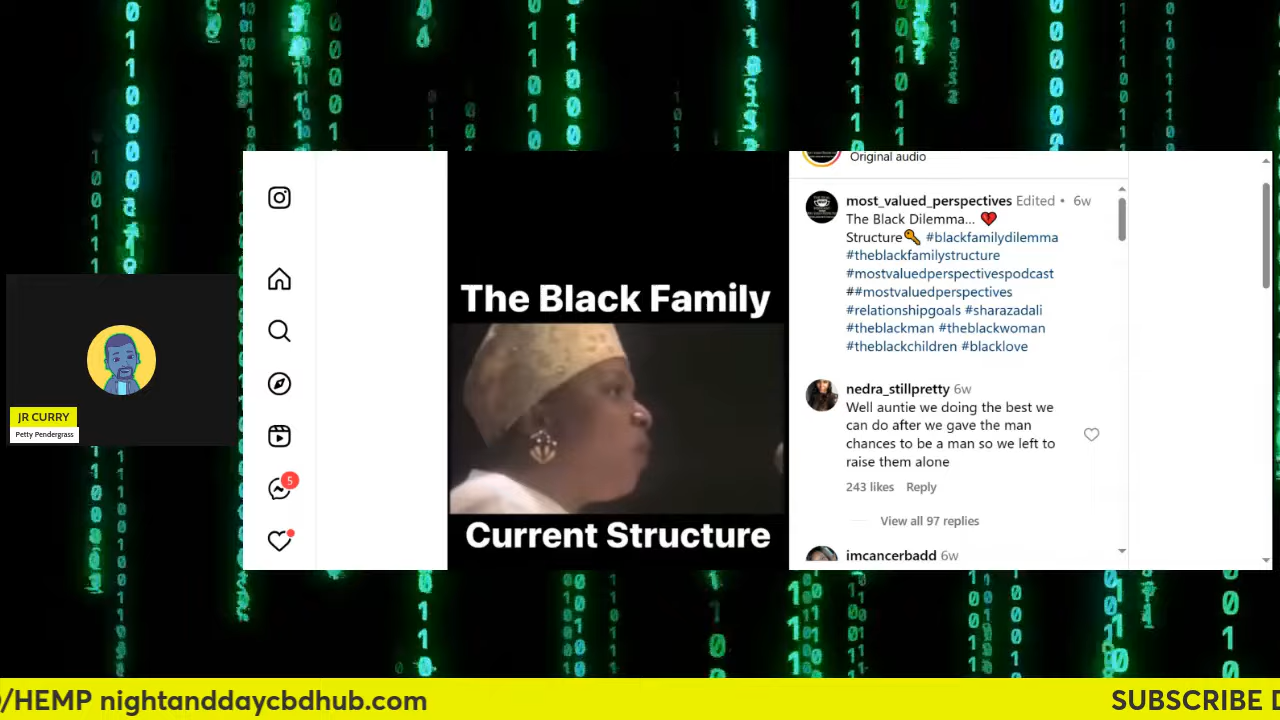 JR CURRY
Petty Pendergrass
5
The Black Family
Current Structure
Original audio
most_valued_perspectives Edited • 6w
The Black Dilemma... 💔
Structure🔑 #blackfamilydilemma
#theblackfamilystructure
#mostvaluedperspectivespodcast
##mostvaluedperspectives
#relationshipgoals #sharazadali
#theblackman #theblackwoman
#theblackchildren #blacklove
nedra_stillpretty 6w
Well auntie we doing the best we
can do after we gave the man
chances to be a man so we left to
raise them alone
243 likes Reply
View all 97 replies
imcancerbadd 6w
/HEMP nightanddaycbdhub.com
SUBSCRIBE